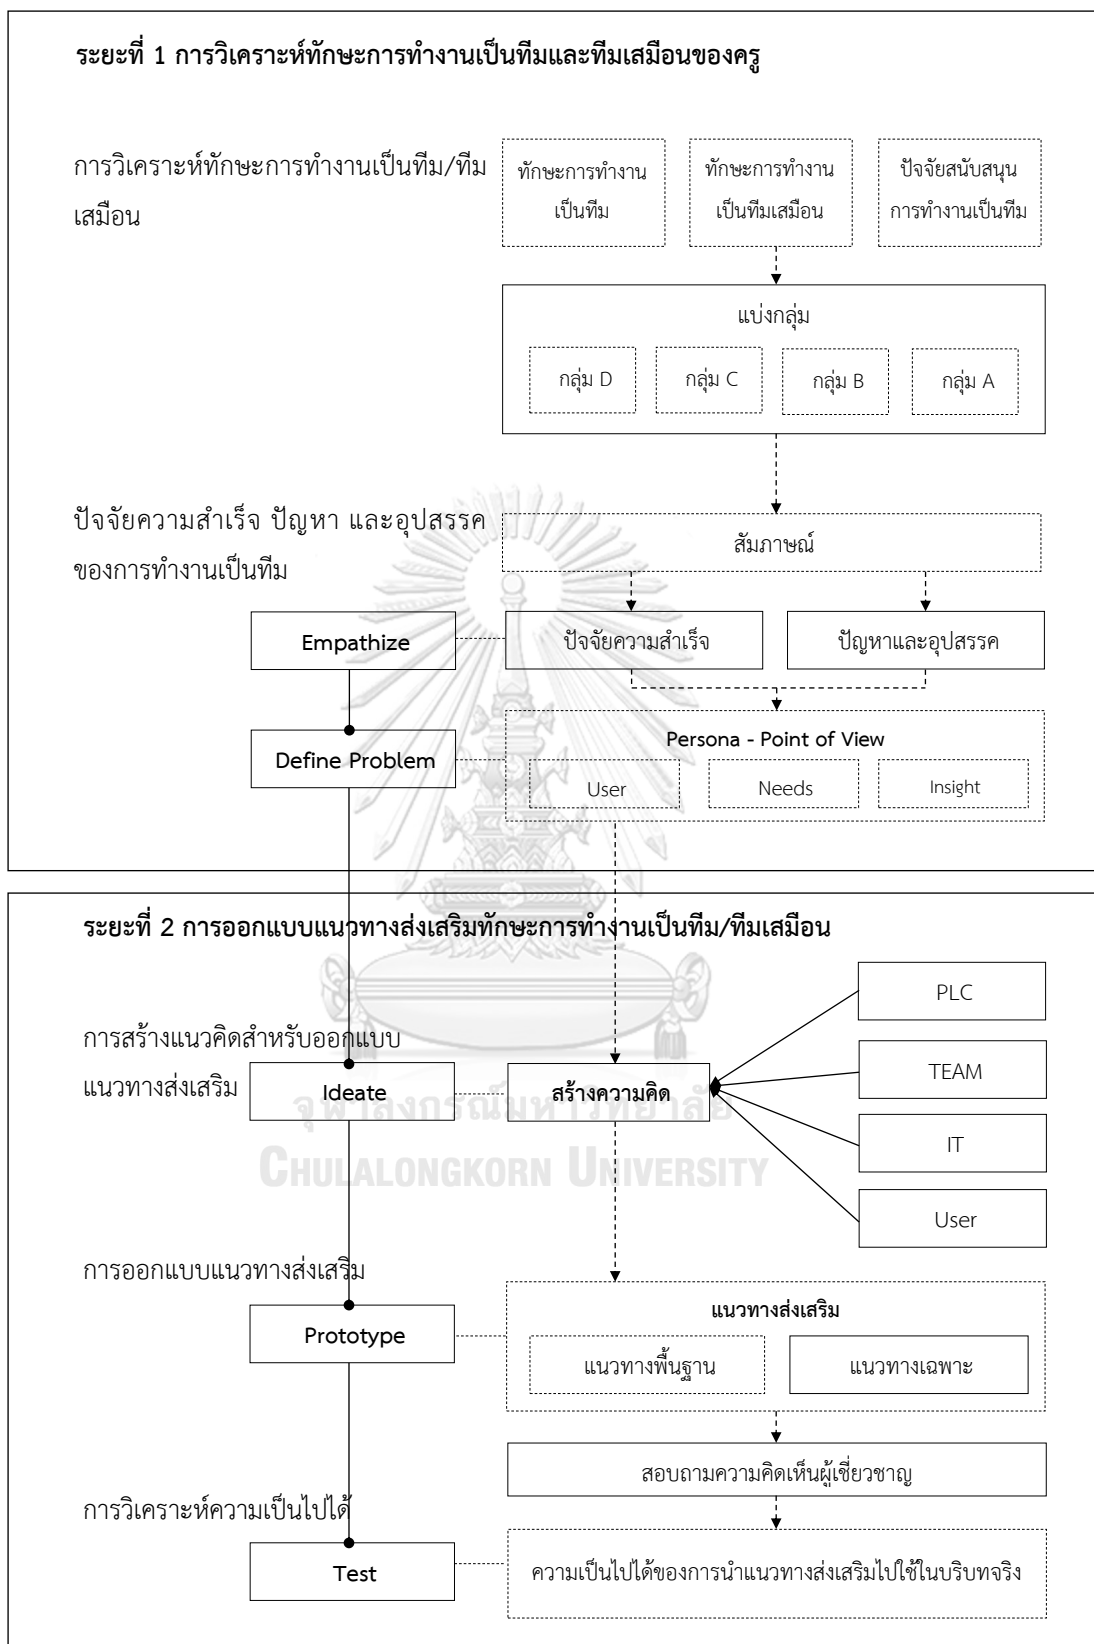 ระยะที่ 1 การวิเคราะห์ทักษะการทำงานเป็นทีมและทีมเสมือนของครู
การวิเคราะห์ทักษะการทำงานเป็นทีม/ทีม
เสมือน
ทักษะการทำงาน
เป็นทีม
ทักษะการทำงาน
เป็นทีมเสมือน
ปัจจัยสนับสนุน
การทำงานเป็นทีม
แบ่งกลุ่ม
กลุ่ม D
กลุ่ม C
กลุ่ม B
กลุ่ม A
ปัจจัยความสำเร็จ ปัญหา และอุปสรรค
ของการทำงานเป็นทีม
สัมภาษณ์
Empathize
ปัจจัยความสำเร็จ
ปัญหาและอุปสรรค
Define Problem
Persona - Point of View
User
Needs
Insight
ระยะที่ 2 การออกแบบแนวทางส่งเสริมทักษะการทำงานเป็นทีม/ทีมเสมือน
การสร้างแนวคิดสำหรับออกแบบ
แนวทางส่งเสริม
Ideate
สร้างความคิด
PLC
TEAM
IT
User
จุฬาลงกรณ์มหาวิทยาลัย
CHULALONGKORN UNIVERSITY
การออกแบบแนวทางส่งเสริม
Prototype
แนวทางส่งเสริม
แนวทางพื้นฐาน
แนวทางเฉพาะ
สอบถามความคิดเห็นผู้เชี่ยวชาญ
การวิเคราะห์ความเป็นไปได้
Test
ความเป็นไปได้ของการนำแนวทางส่งเสริมไปใช้ในบริบทจริง